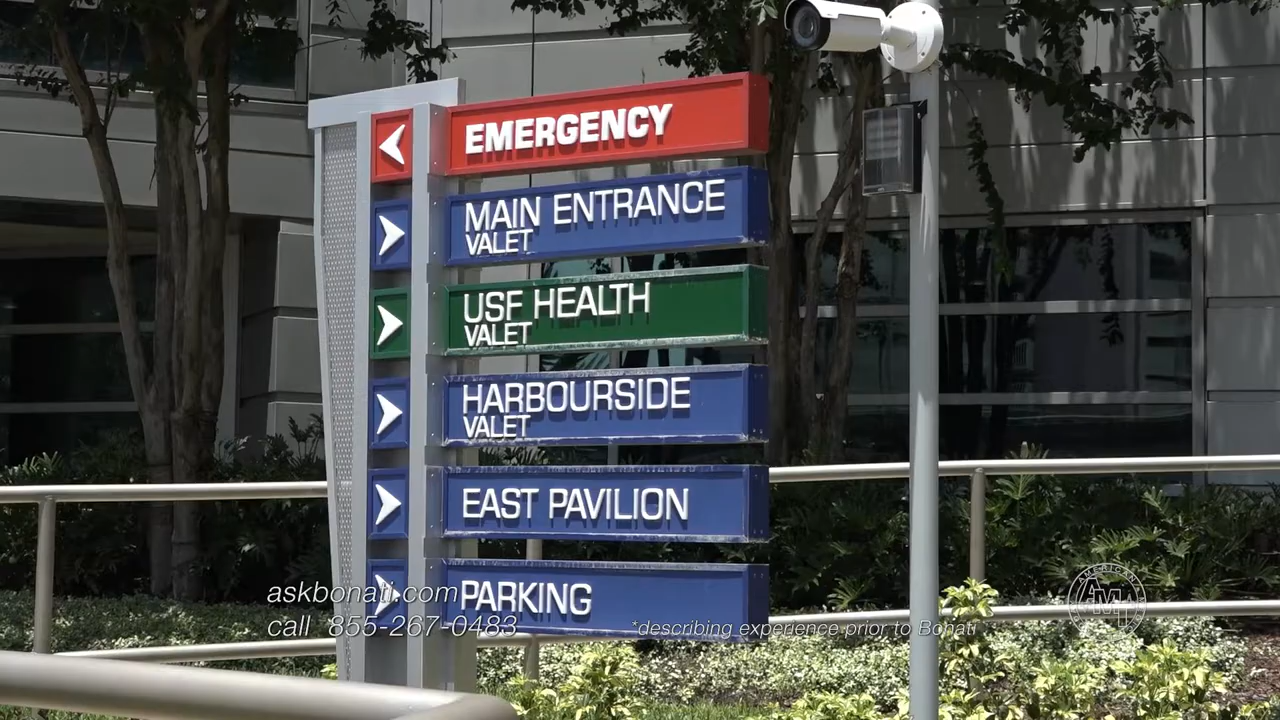 EMERGENCY
MAIN ENTRANCE
VALET
USF HEALTH
VALET
HARBOURSIDE
VALET
EAST PAVILION
PARKING
askbonati.com
call 855-267-0483
*describing experience prior to Bonati